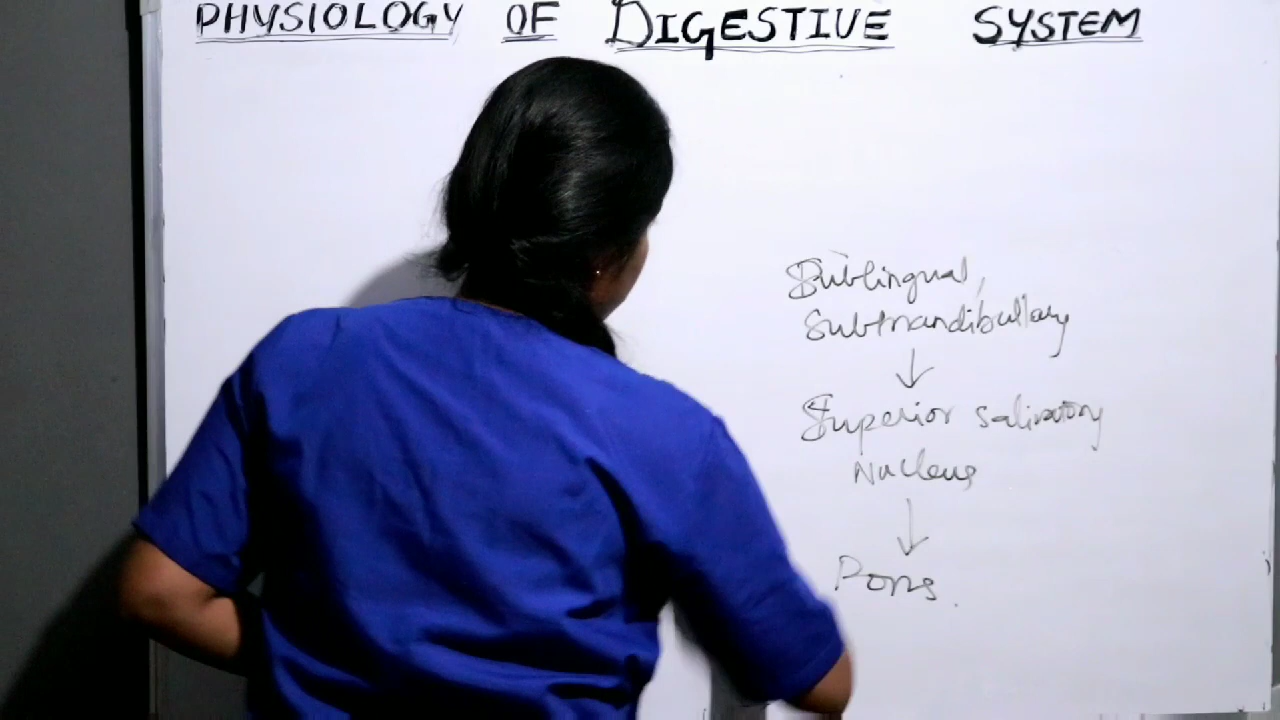 PHYSIOLOGY OF DIGESTIVE SYSTEM
Sublingual,
Submandibullary
↓
Superior salivatory
Nucleus
↓
Pons.